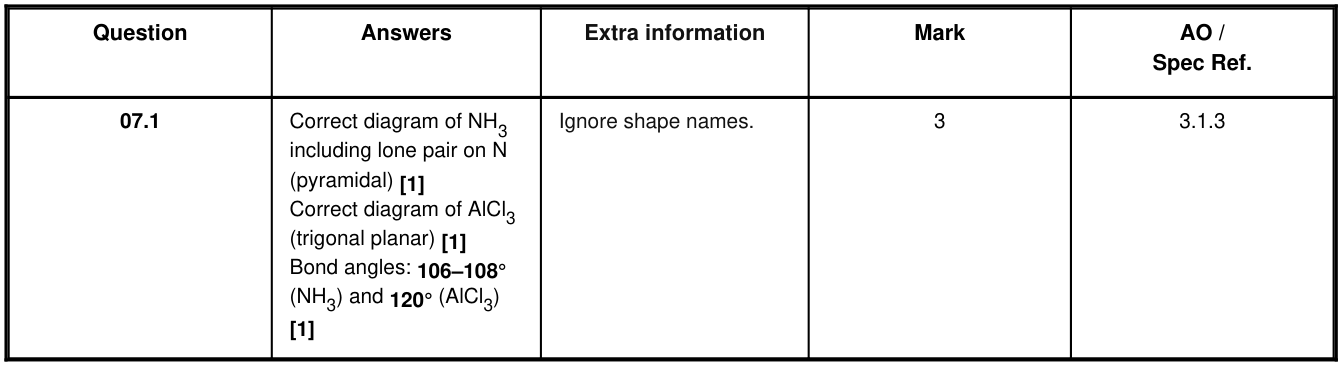 Question Answers Extra information Mark AO /
Spec Ref.
07.1 Correct diagram of NH3 Ignore shape names. 3 3.1.3
including lone pair on N
(pyramidal) [1]
Correct diagram of AlCl3
(trigonal planar) [1]
Bond angles: 106–108°
(NH3) and 120° (AlCl3)
[1]